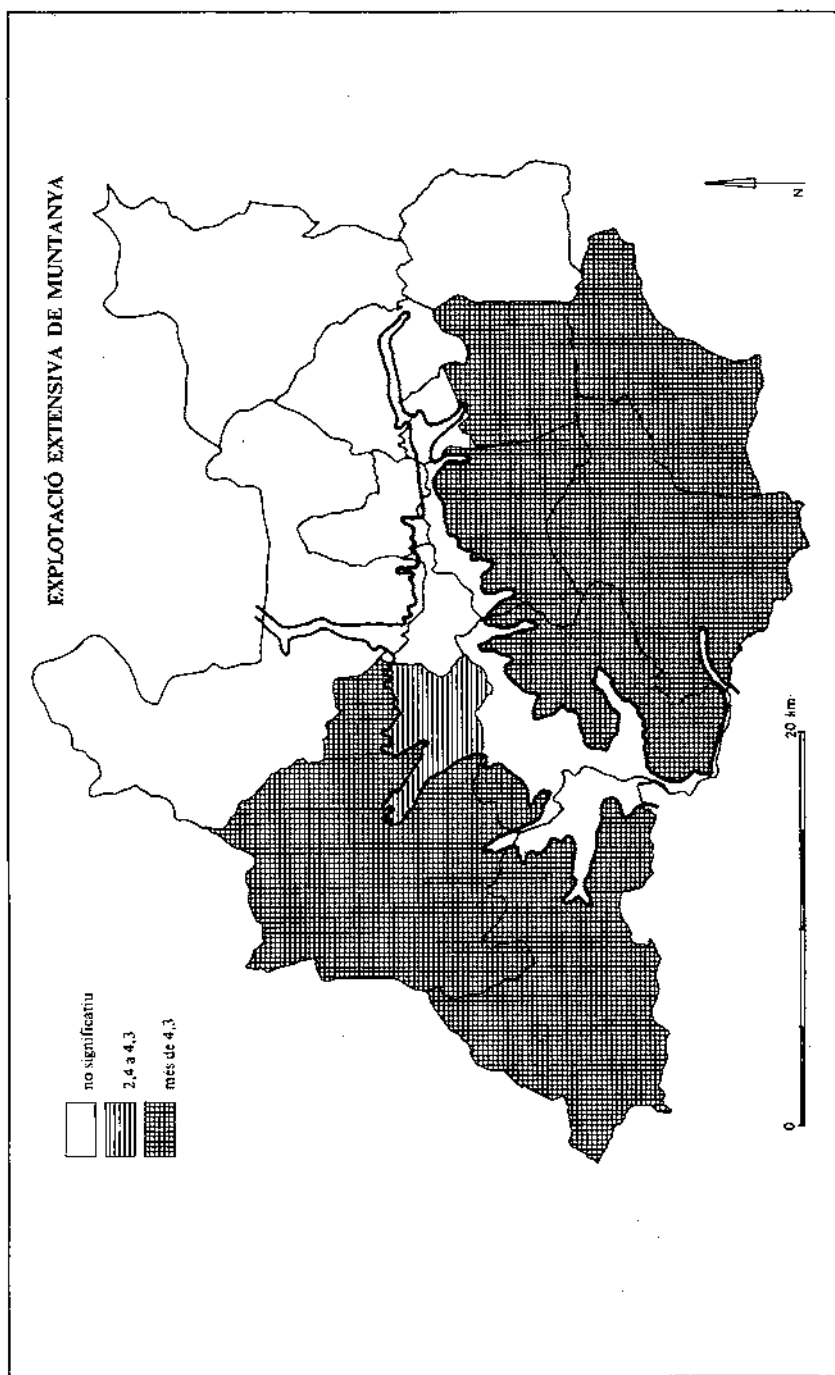 EXPLOTACIÓ EXTENSIVA DE MUNTANYA
no significatiu
2,4 a 4,3
més de 4,3
0
20 km
N